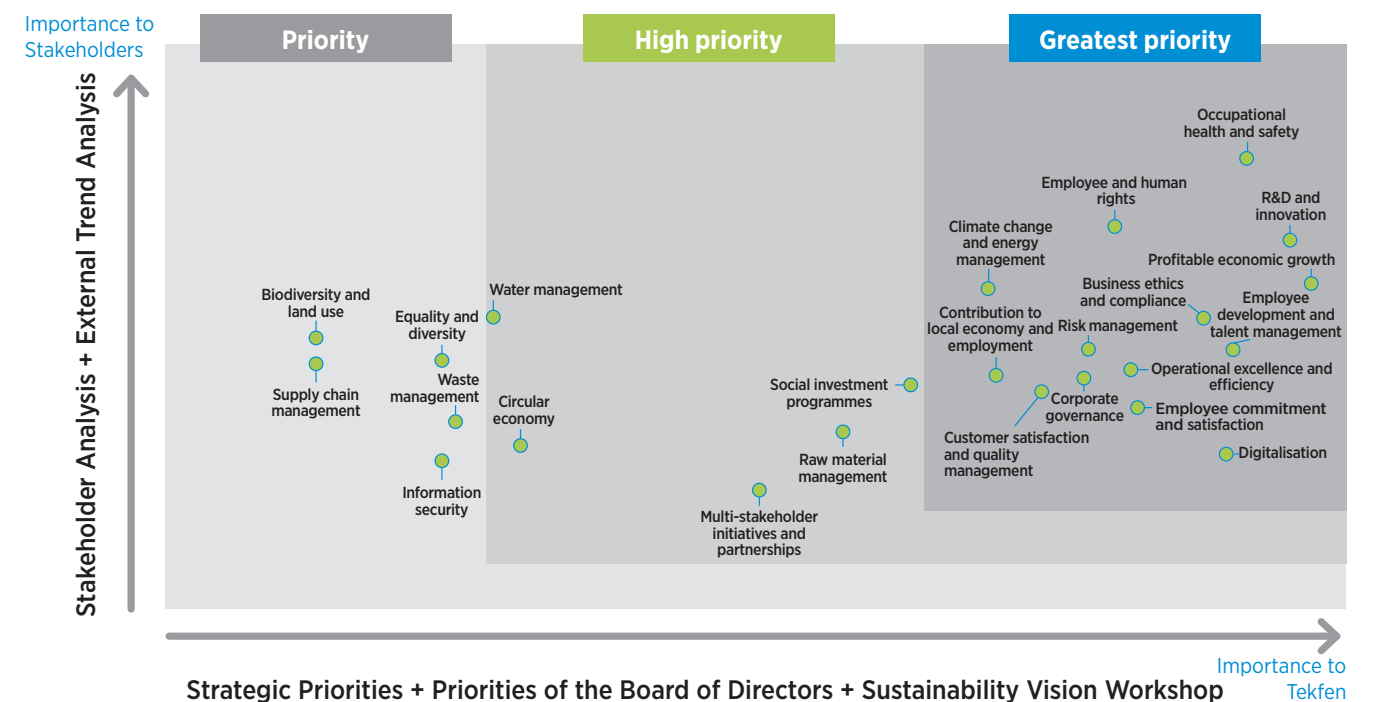 Importance to
Stakeholders
Priority
High priority
Greatest priority
Stakeholder Analysis + External Trend Analysis
Occupational
health and safety
Employee and human
rights
R&D and
innovation
Climate change
and energy
management
Profitable economic growth
Business ethics
and compliance
Employee
development and
talent management
Biodiversity and
land use
Water management
Equality and
diversity
Contribution to
local economy and
employment
Risk management
Operational excellence and
efficiency
Waste
management
Supply chain
management
Circular
economy
Social investment
programmes
Corporate
governance
Employee commitment
and satisfaction
Customer satisfaction
and quality
management
Digitalisation
Raw material
management
Information
security
Multi-stakeholder
initiatives and
partnerships
Importance to
Tekfen
Strategic Priorities + Priorities of the Board of Directors + Sustainability Vision Workshop